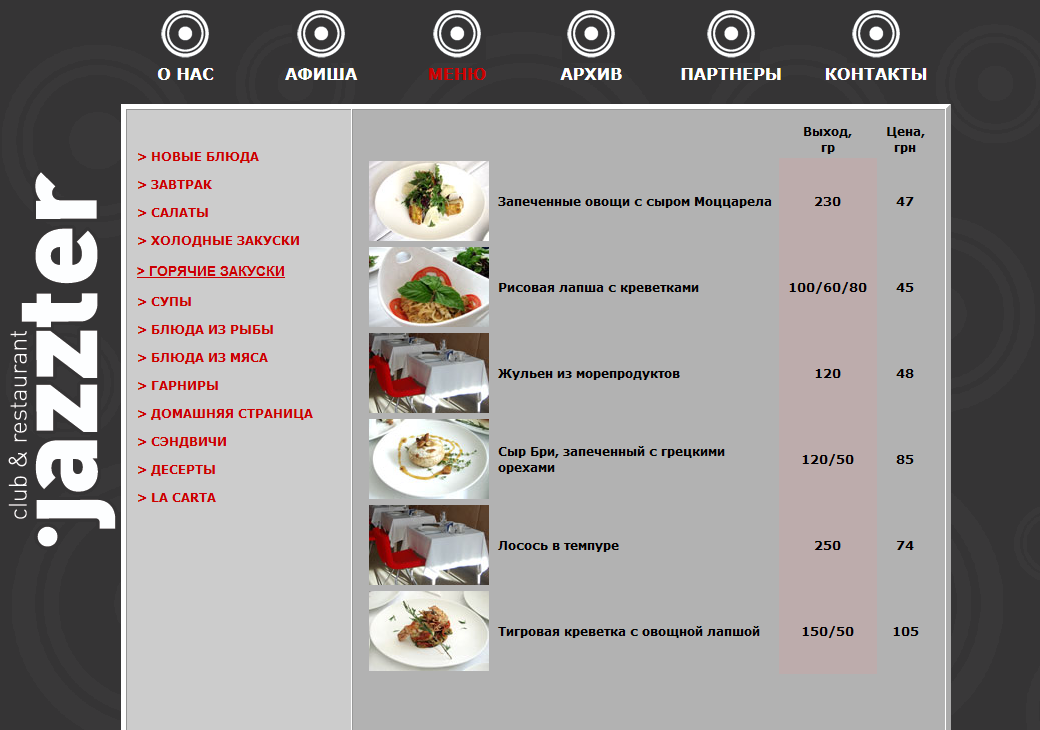 О НАС
АФИША
МЕНЮ
АРХИВ
ПАРТНЕРЫ
КОНТАКТЫ
club & restaurant
jazzter
> НОВЫЕ БЛЮДА
> ЗАВТРАК
> САЛАТЫ
> ХОЛОДНЫЕ ЗАКУСКИ
> ГОРЯЧИЕ ЗАКУСКИ
> СУПЫ
> БЛЮДА ИЗ РЫБЫ
> БЛЮДА ИЗ МЯСА
> ГАРНИРЫ
> ДОМАШНЯЯ СТРАНИЦА
> СЭНДВИЧИ
> ДЕСЕРТЫ
> LA CARTA
Выход,
гр
Цена,
грн
Запеченные овощи с сыром Моццарела 230 47
Рисовая лапша с креветками 100/60/80 45
Жульен из морепродуктов 120 48
Сыр Бри, запеченный с грецкими
орехами 120/50 85
Лосось в темпуре 250 74
Тигровая креветка с овощной лапшой 150/50 105